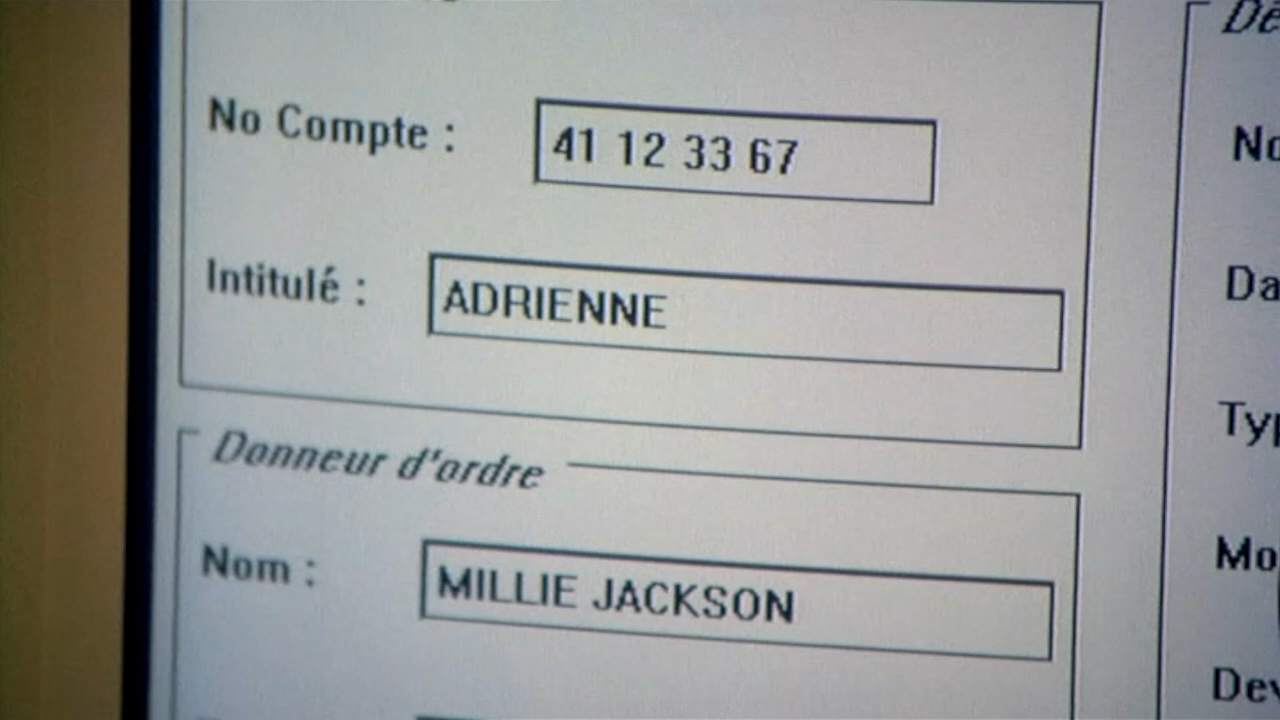 No Compte : 41 12 33 67
Intitulé : ADRIENNE
Donneur d'ordre
Nom : MILLIE JACKSON